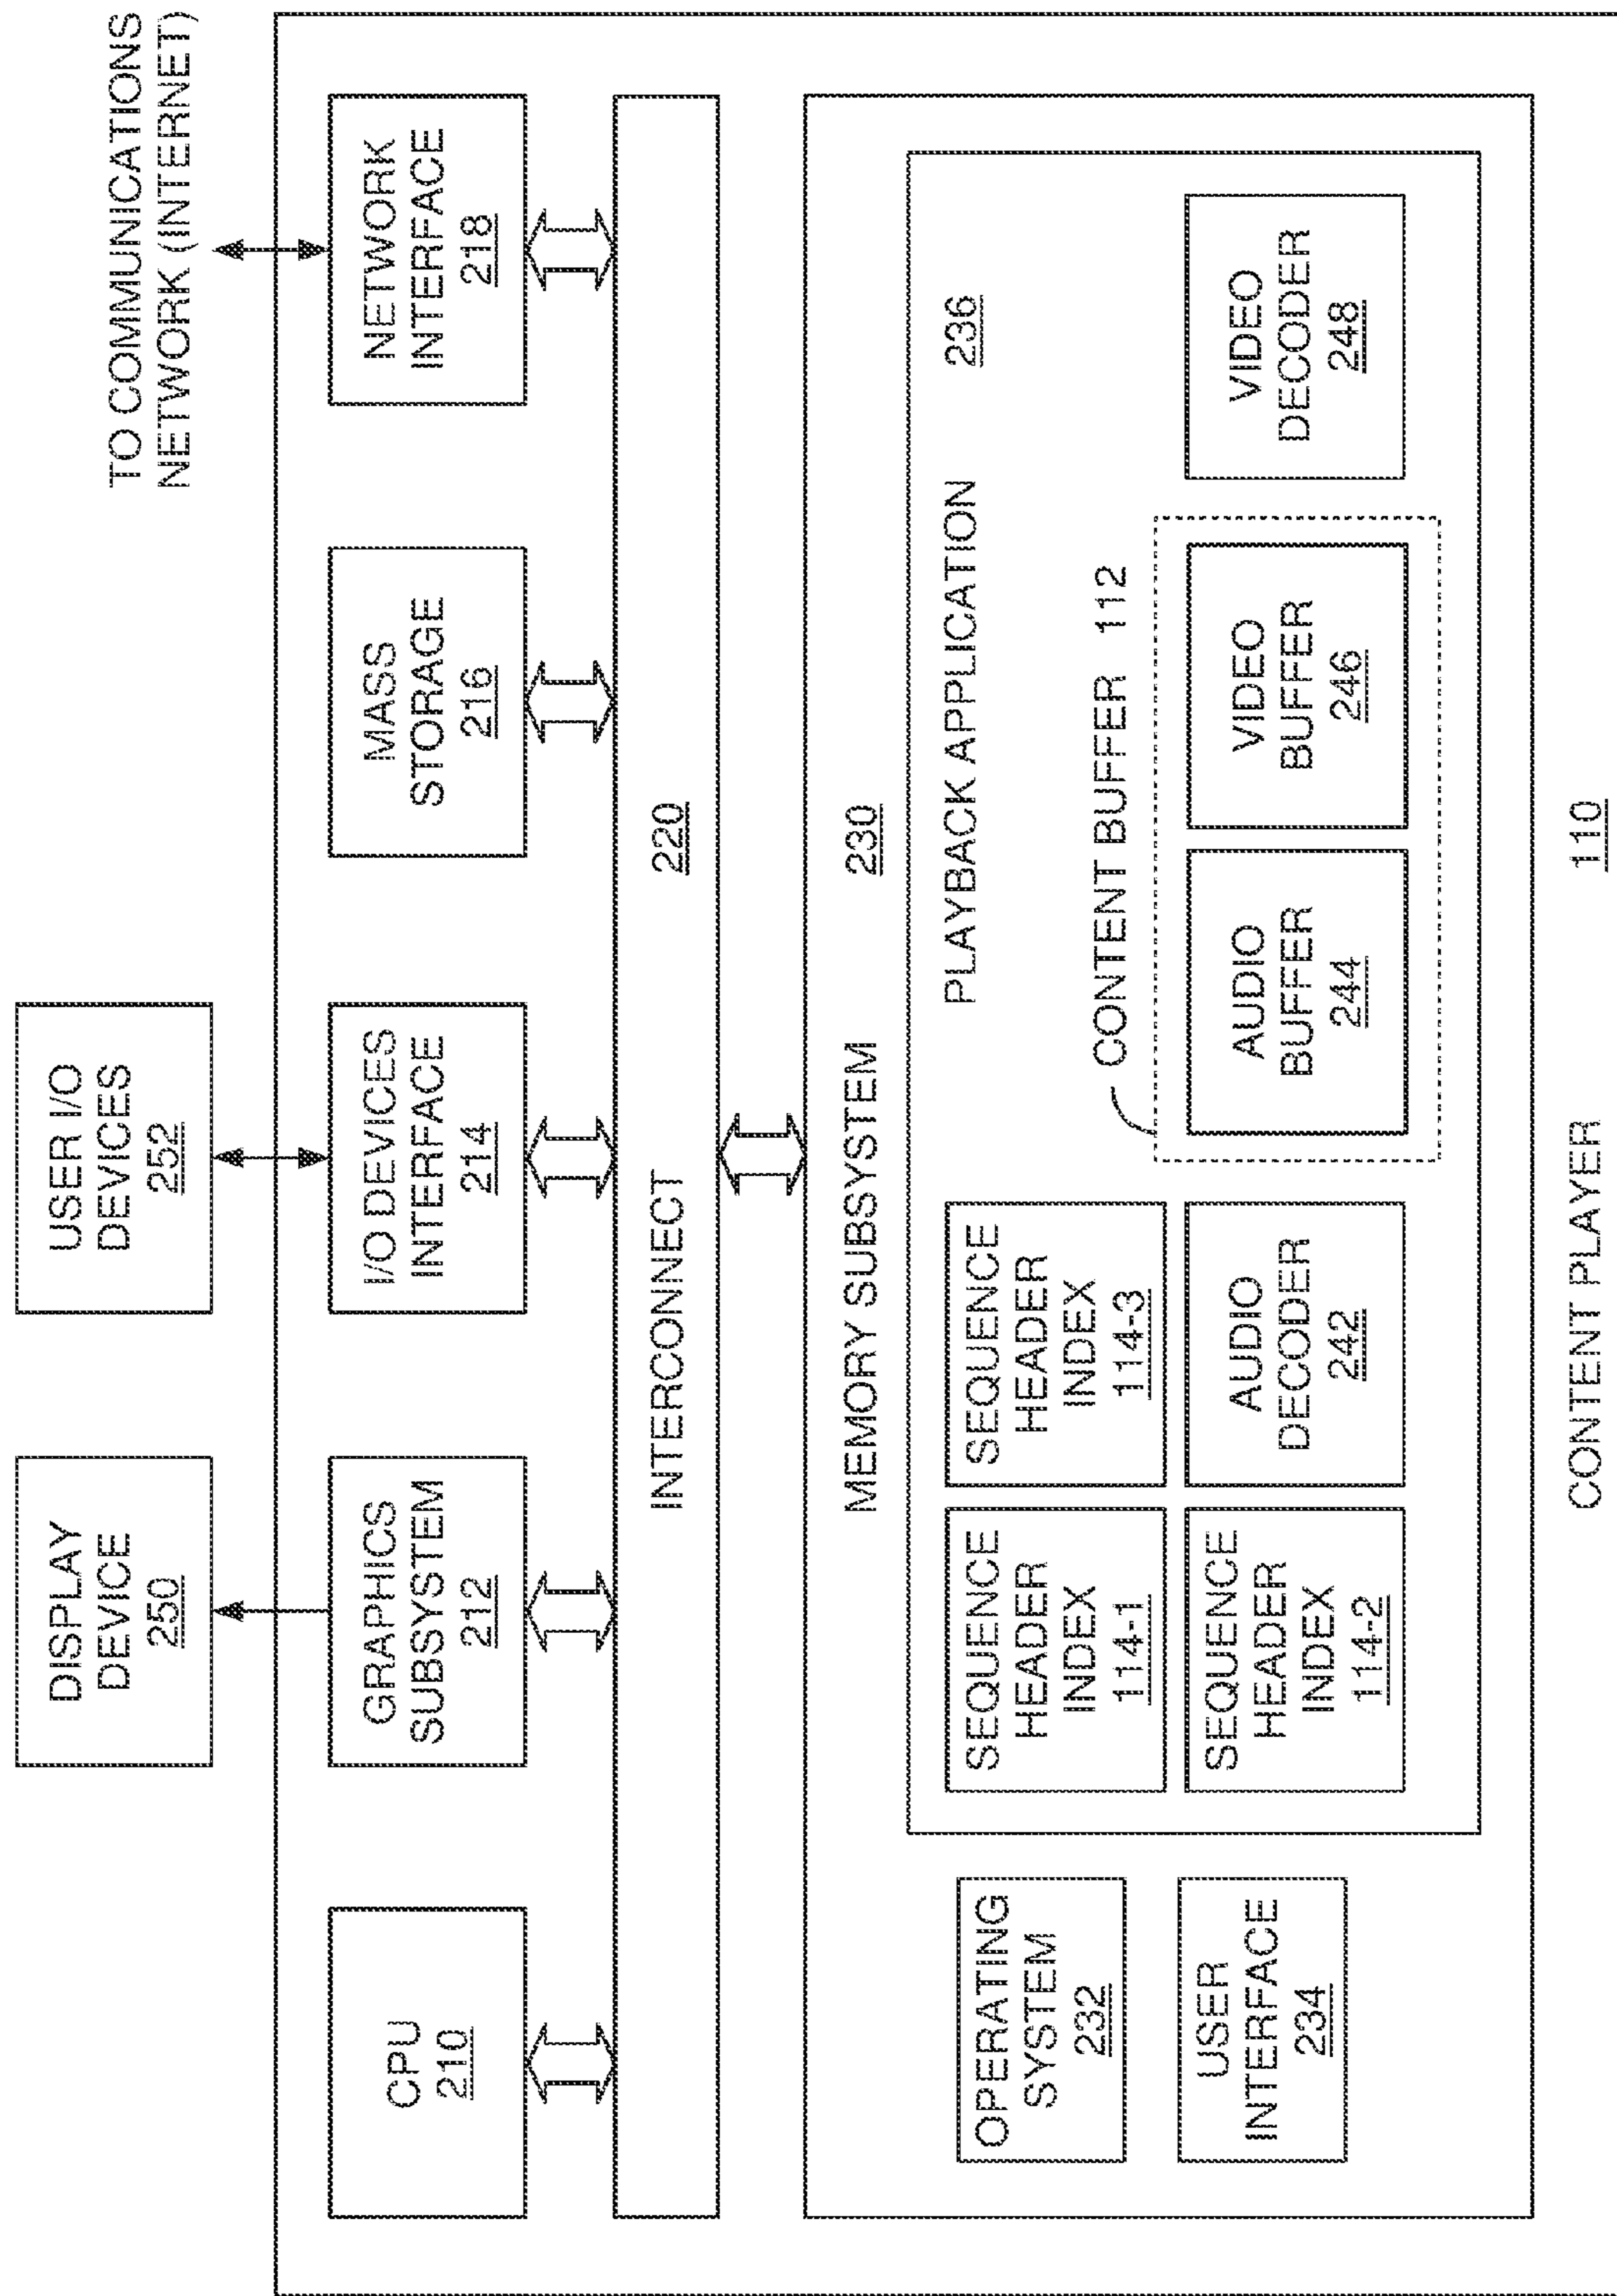 DISPLAY
DEVICE
250
USER I/O
DEVICES
252
TO COMMUNICATIONS
NETWORK (INTERNET)
CPU
210
GRAPHICS
SUBSYSTEM
212
I/O DEVICES
INTERFACE
214
MASS
STORAGE
216
NETWORK
INTERFACE
218
INTERCONNECT
220
MEMORY SUBSYSTEM
230
OPERATING
SYSTEM
232
USER
INTERFACE
234
PLAYBACK APPLICATION
236
SEQUENCE
HEADER
INDEX
114-1
SEQUENCE
HEADER
INDEX
114-3
SEQUENCE
HEADER
INDEX
114-2
AUDIO
DECODER
242
CONTENT BUFFER 112
AUDIO
BUFFER
244
VIDEO
BUFFER
246
VIDEO
DECODER
248
CONTENT PLAYER
110